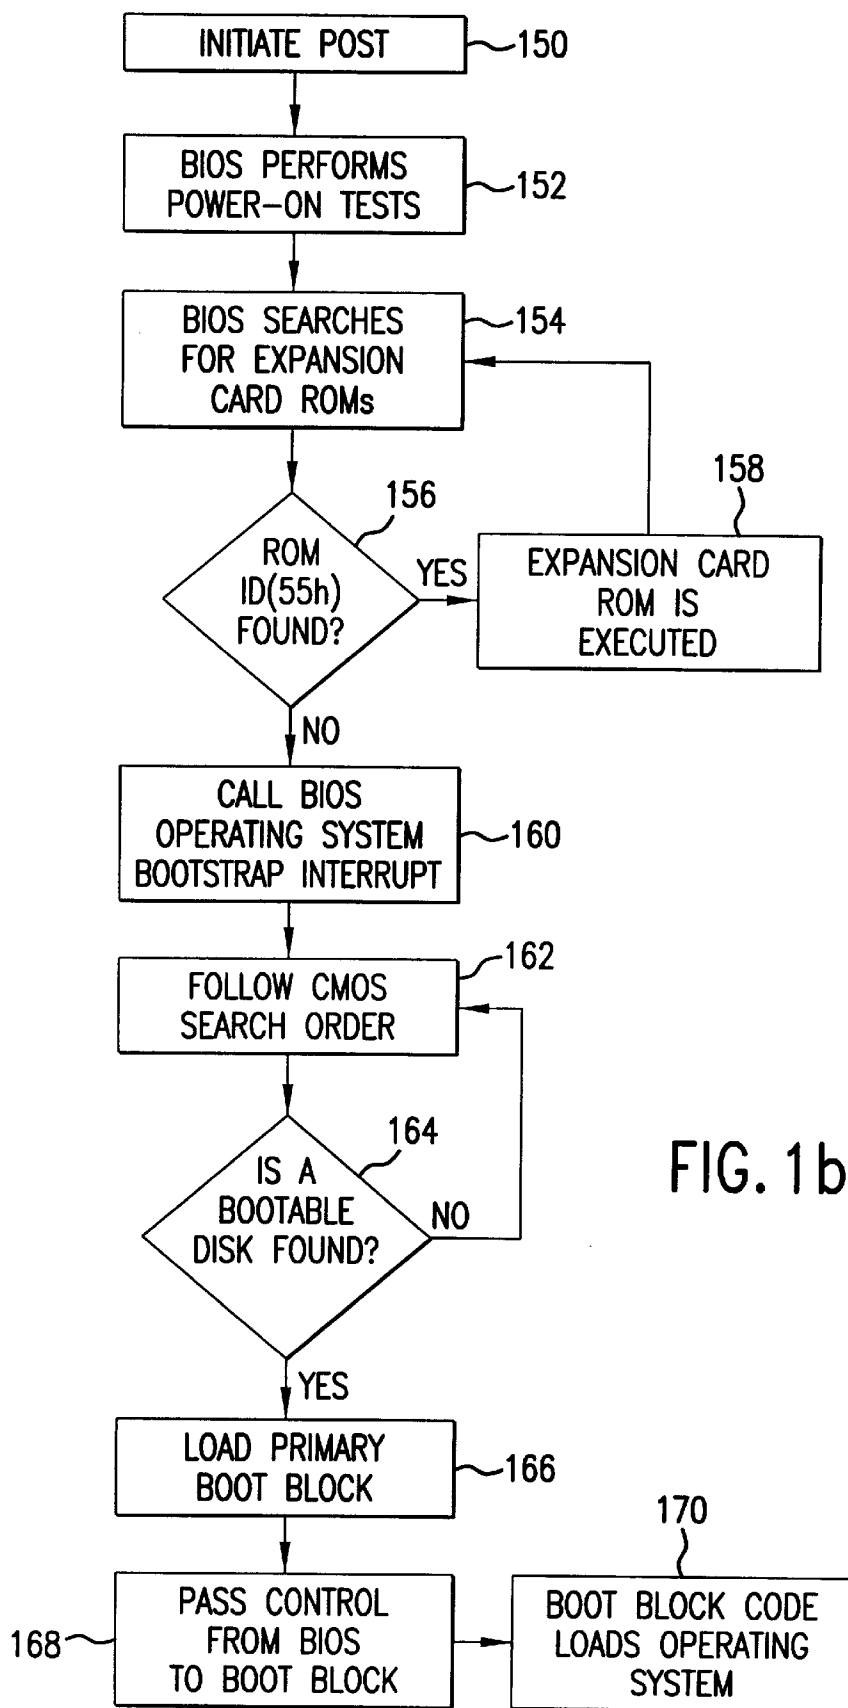 INITIATE POST
150
BIOS PERFORMS
POWER-ON TESTS
152
BIOS SEARCHES
FOR EXPANSION
CARD ROMs
154
156
ROM
ID(55h)
FOUND?
YES
158
EXPANSION CARD
ROM IS
EXECUTED
NO
CALL BIOS
OPERATING SYSTEM
BOOTSTRAP INTERRUPT
160
162
FOLLOW CMOS
SEARCH ORDER
164
IS A
BOOTABLE
DISK FOUND?
NO
FIG. 1b
YES
LOAD PRIMARY
BOOT BLOCK
166
168
PASS CONTROL
FROM BIOS
TO BOOT BLOCK
170
BOOT BLOCK CODE
LOADS OPERATING
SYSTEM